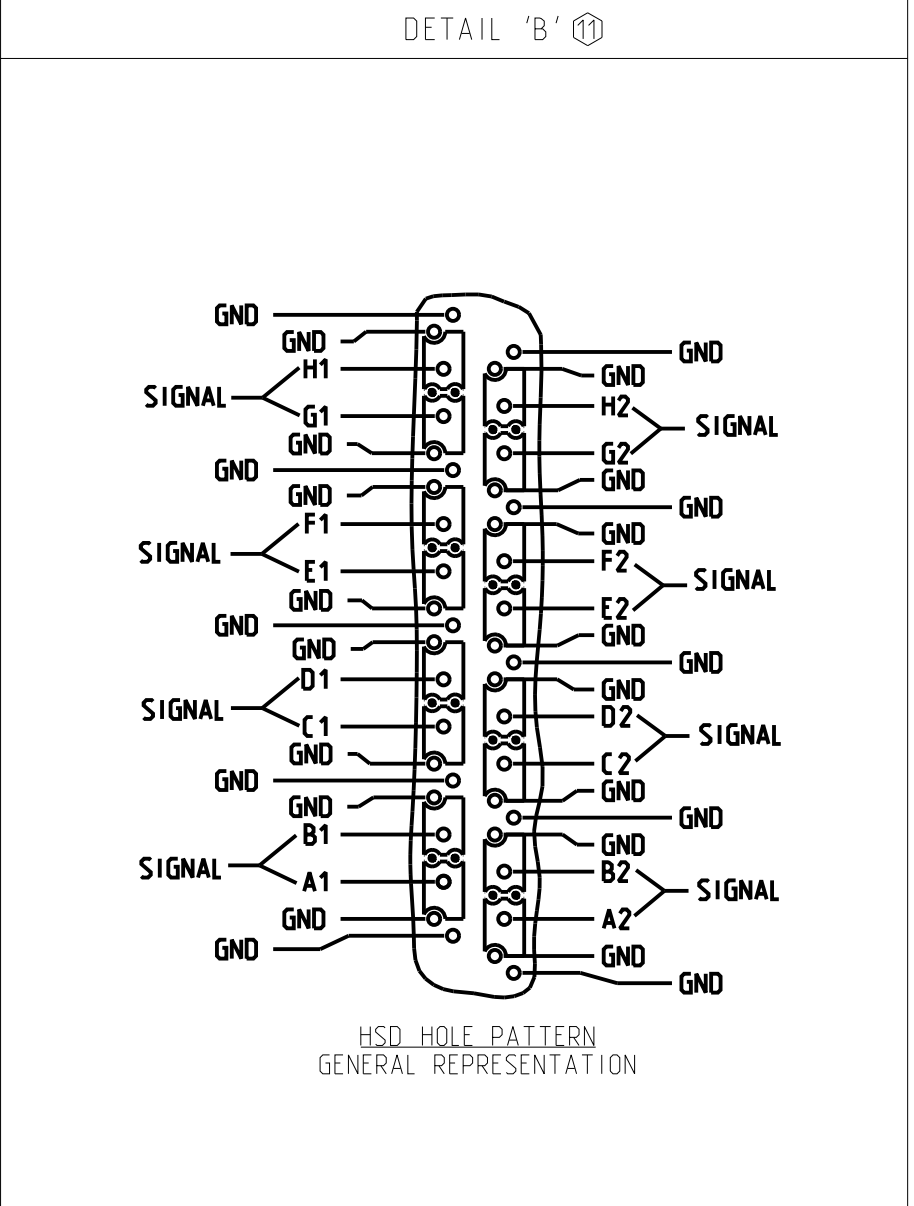 DETAIL 'B' 11
GND
GND
H1
SIGNAL
G1
GND
GND
GND
F1
SIGNAL
E1
GND
GND
GND
D1
SIGNAL
C1
GND
GND
GND
B1
SIGNAL
A1
GND
GND
GND
GND
H2
SIGNAL
G2
GND
GND
GND
F2
SIGNAL
E2
GND
GND
GND
D2
SIGNAL
C2
GND
GND
GND
B2
SIGNAL
A2
GND
GND
HSD HOLE PATTERN
GENERAL REPRESENTATION